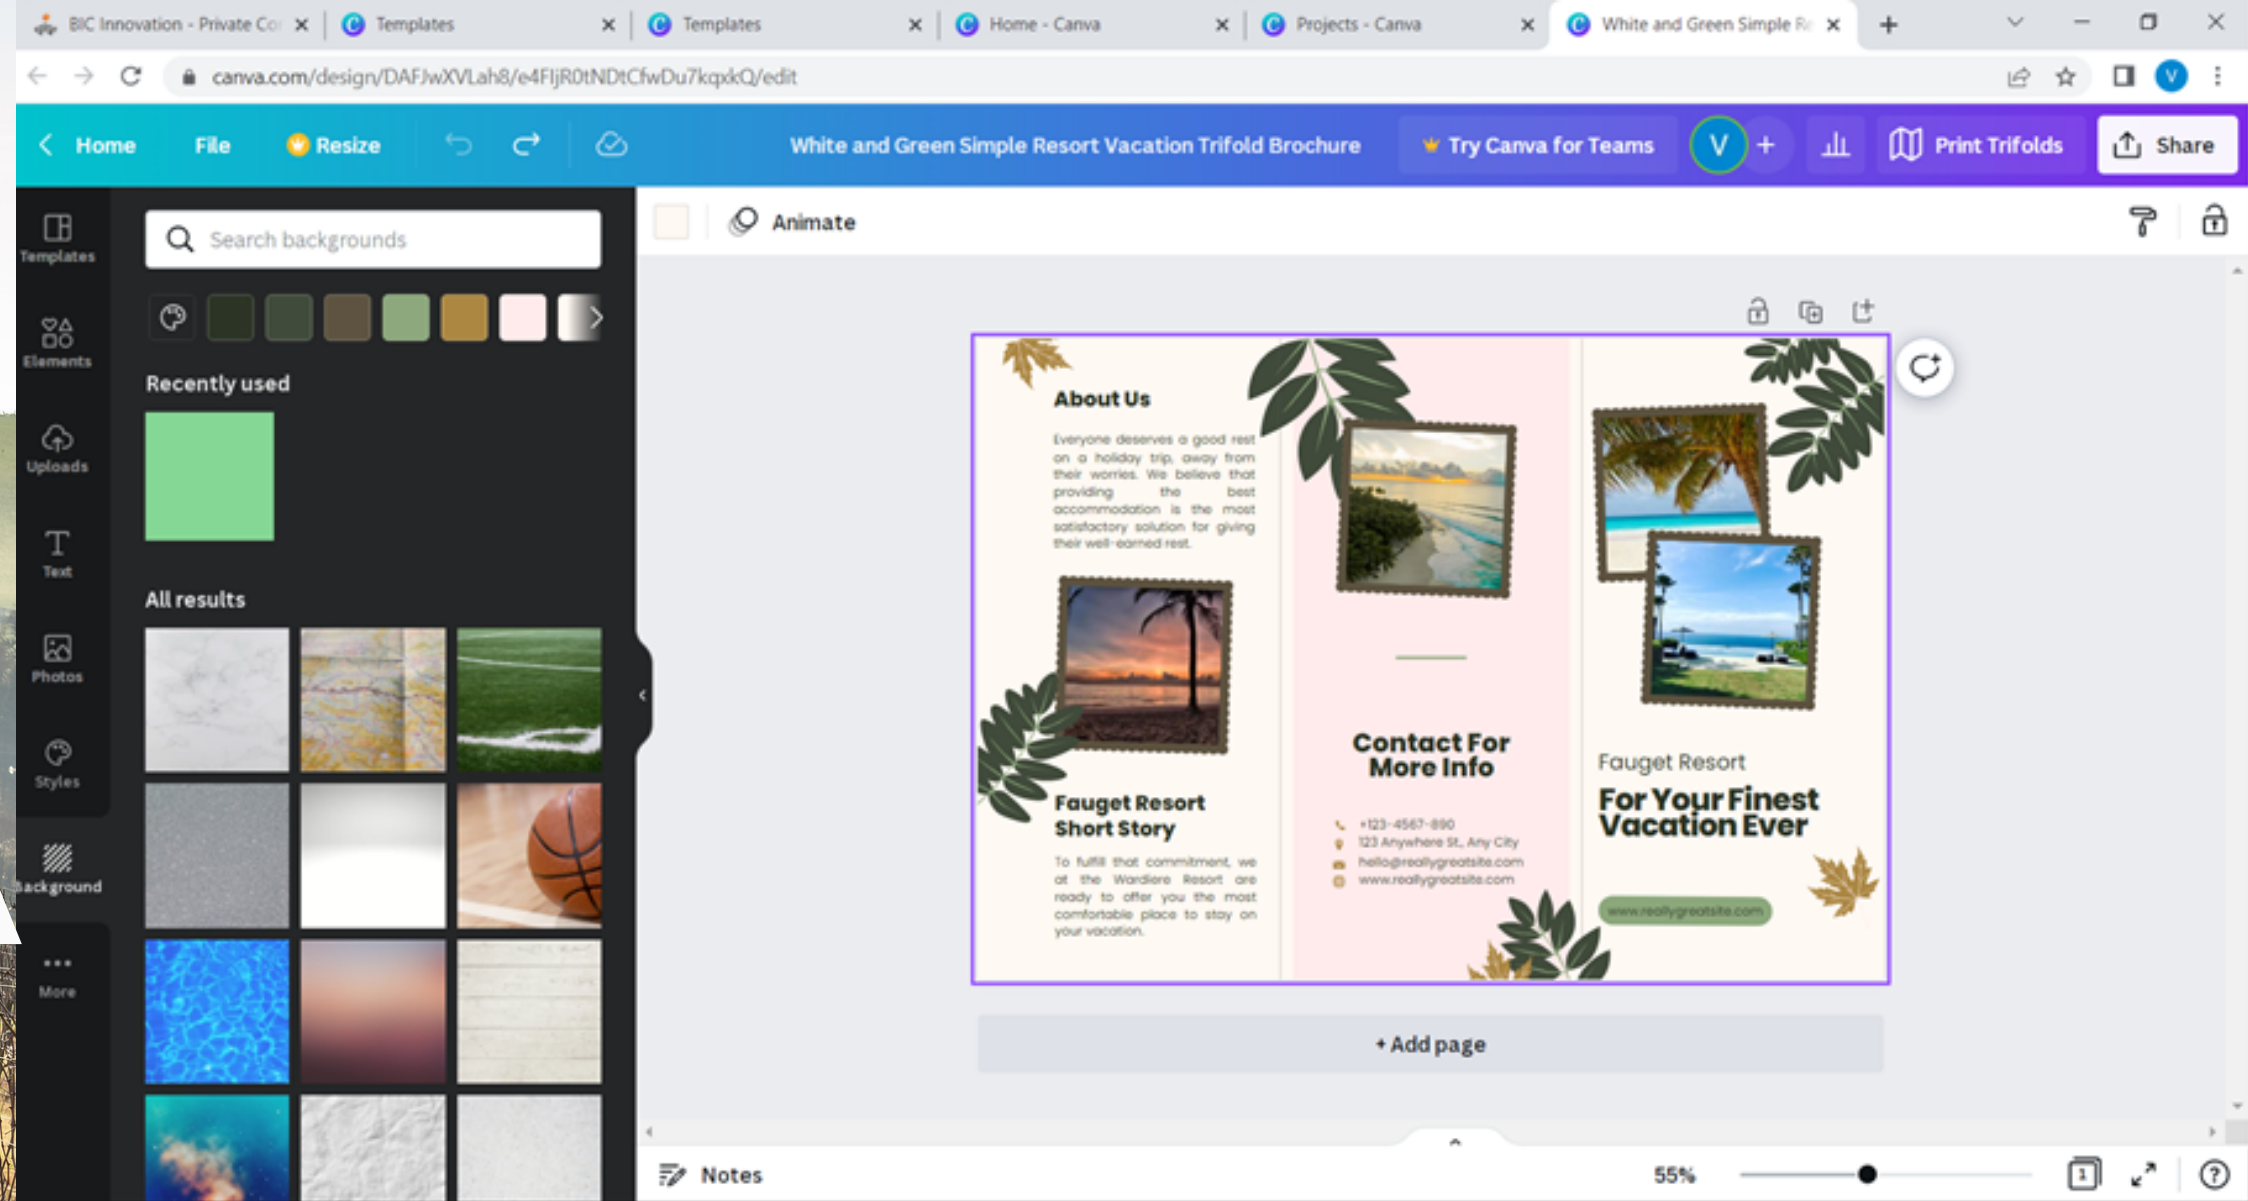 BIC Innovation - Private Co
Templates
Templates
Home - Canva
Projects - Canva
White and Green Simple Re
canva.com/design/DAFJwXVLah8/e4FIjR0tNDtCfwDu7kqxkQ/edit
V
Home
File
Resize
White and Green Simple Resort Vacation Trifold Brochure
Try Canva for Teams
V
+
Print Trifolds
Share
Templates
Elements
Uploads
Text
Photos
Styles
Background
More
Search backgrounds
Recently used
All results
Animate
About Us
Everyone deserves a good rest
on a holiday trip, away from
their worries. We believe that
providing the best
accommodation is the most
satisfactory solution for giving
their well-earned rest.
Fauget Resort
Short Story
To fulfill that commitment, we
at the Wardiere Resort are
ready to offer you the most
comfortable place to stay on
your vacation.
Contact For
More Info
+123-4567-890
123 Anywhere St., Any City
hello@reallygreatsite.com
www.reallygreatsite.com
Fauget Resort
For Your Finest
Vacation Ever
www.reallygreatsite.com
+ Add page
Notes
55%
1
?